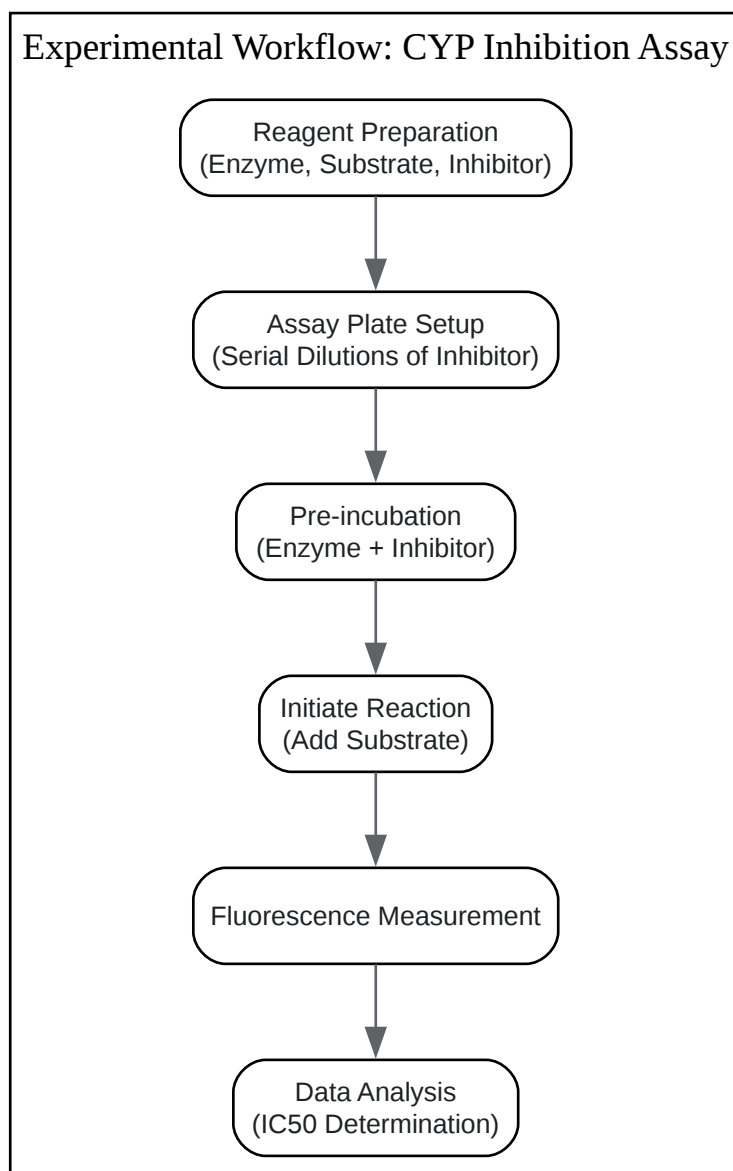 Experimental Workflow: CYP Inhibition Assay
Reagent Preparation
(Enzyme, Substrate, Inhibitor)
Assay Plate Setup
(Serial Dilutions of Inhibitor)
Pre-incubation
(Enzyme + Inhibitor)
Initiate Reaction
(Add Substrate)
Fluorescence Measurement
Data Analysis
(IC50 Determination)